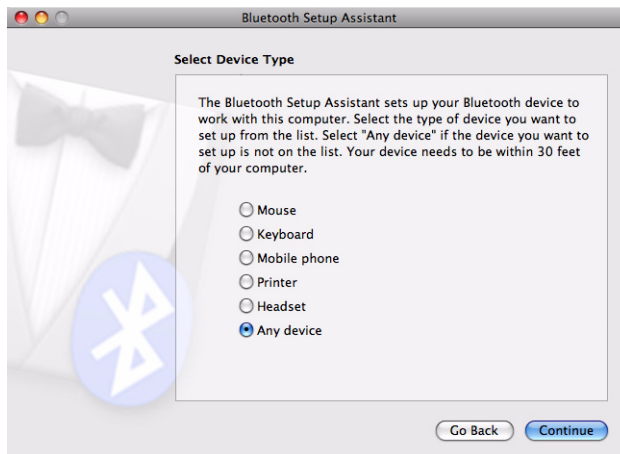 Bluetooth Setup Assistant
Select Device Type
The Bluetooth Setup Assistant sets up your Bluetooth device to
work with this computer. Select the type of device you want to
set up from the list. Select "Any device" if the device you want to
set up is not on the list. Your device needs to be within 30 feet
of your computer.
Mouse
Keyboard
Mobile phone
Printer
Headset
Any device
Go Back
Continue